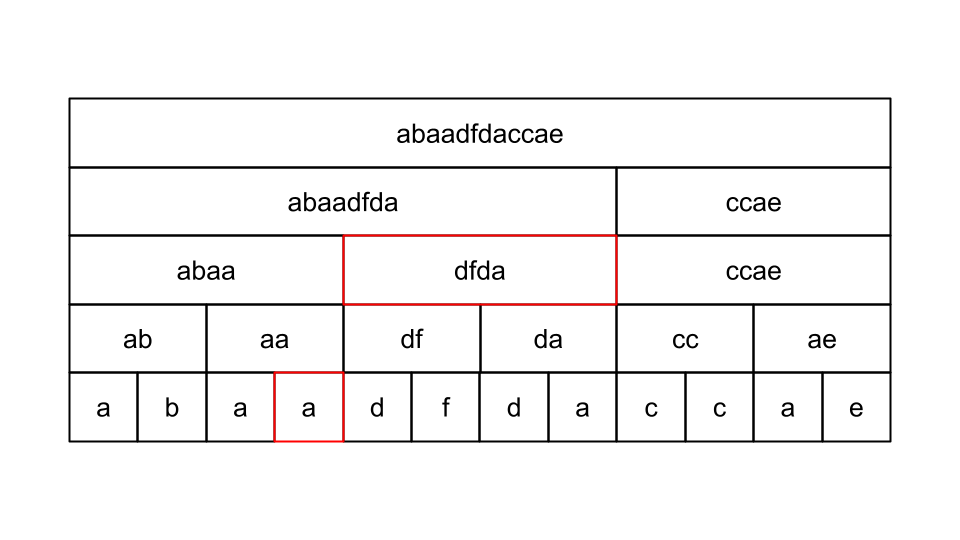 abaadfdaccae
abaadfda ccae
abaa dfda ccae
ab aa df da cc ae
a b a a d f d a c c a e